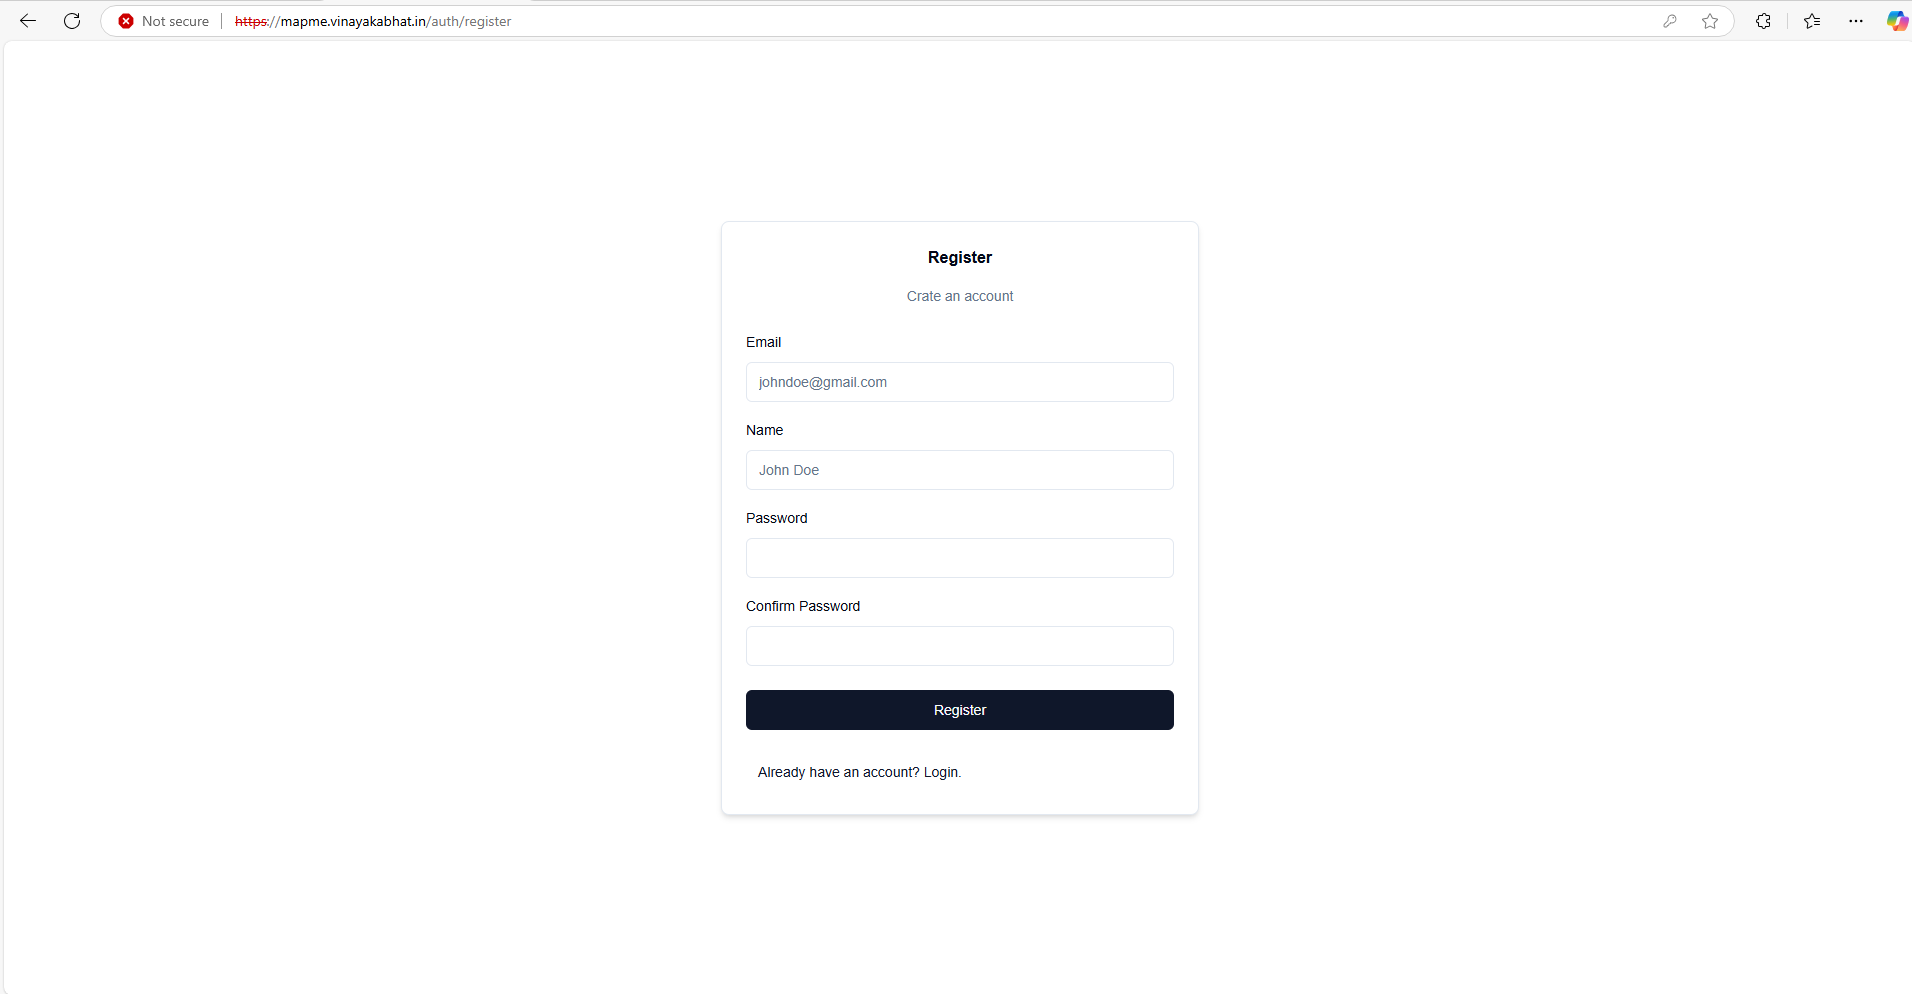 Not secure https://mapme.vinayakabhat.in/auth/register
Register
Crate an account
Email
johndoe@gmail.com
Name
John Doe
Password
Confirm Password
Register
Already have an account? Login.